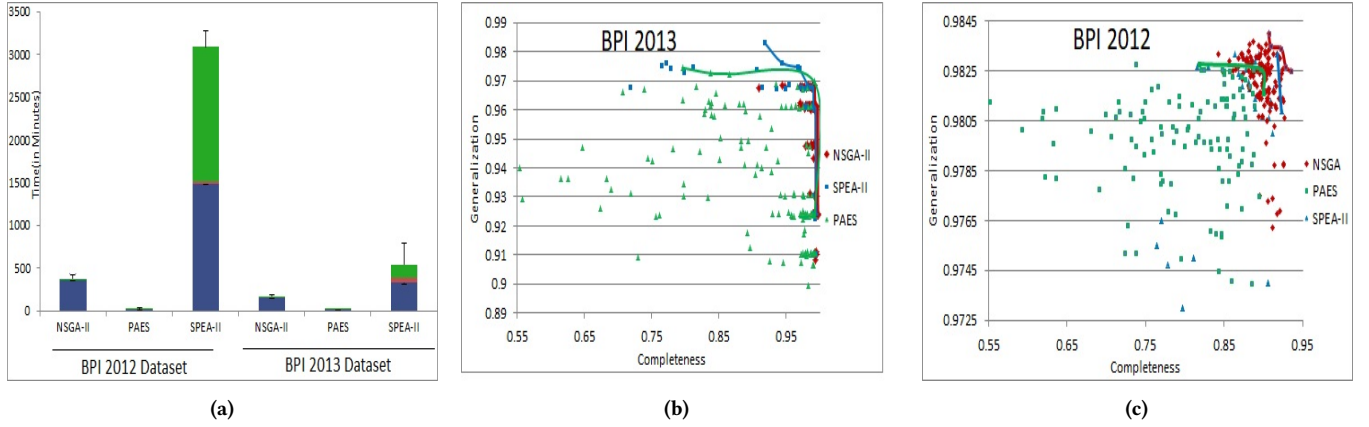 3500
3000
2500
2000
1500
1000
500
0
Time(in Minutes)
NSGA-II PAES SPEA-II NSGA-II PAES SPEA-II
BPI 2012 Dataset BPI 2013 Dataset
(a)
BPI 2013
0.99
0.98
0.97
0.96
0.95
0.94
0.93
0.92
0.91
0.9
0.89
Generalization
0.55 0.65 0.75 0.85 0.95
Completeness
NSGA-II
SPEA-II
PAES
(b)
BPI 2012
0.9845
0.9825
0.9805
0.9785
0.9765
0.9745
0.9725
Generalization
0.55 0.65 0.75 0.85 0.95
Completeness
NSGA
PAES
SPEA-II
(c)